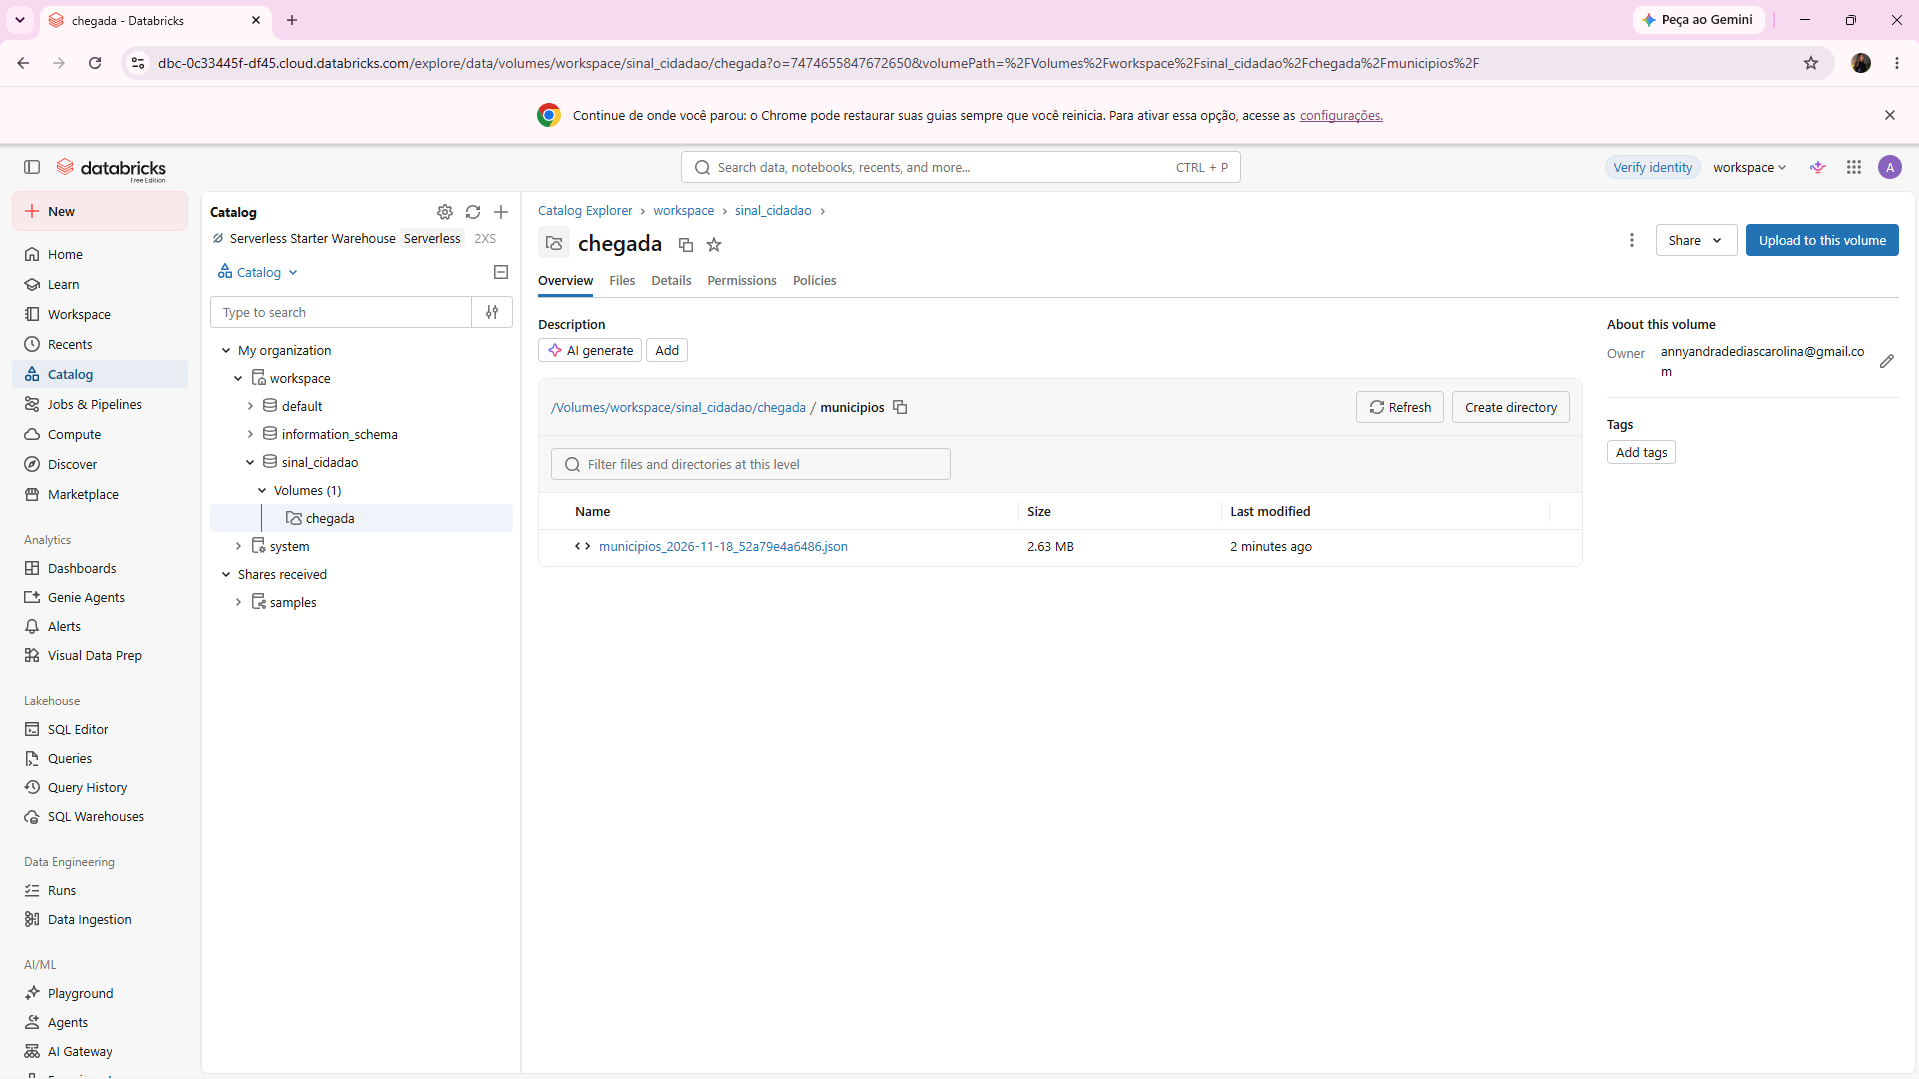 chegada - Databricks
Peça ao Gemini
dbc-0c33445f-df45.cloud.databricks.com/explore/data/volumes/workspace/sinal_cidadao/chegada?o=7474655847672650&volumePath=%2FVolumes%2Fworkspace%2Fsinal_cidadao%2Fchegada%2Fmunicipios%2F
Continue de onde você parou: o Chrome pode restaurar suas guias sempre que você reinicia. Para ativar essa opção, acesse as configurações.
databricks
Free Edition
Search data, notebooks, recents, and more...
CTRL + P
Verify identity
workspace
A
New
Home
Learn
Workspace
Recents
Catalog
Jobs & Pipelines
Compute
Discover
Marketplace
Analytics
Dashboards
Genie Agents
Alerts
Visual Data Prep
Lakehouse
SQL Editor
Queries
Query History
SQL Warehouses
Data Engineering
Runs
Data Ingestion
AI/ML
Playground
Agents
AI Gateway
Catalog
Serverless Starter Warehouse Serverless 2XS
Catalog
Type to search
My organization
workspace
default
information_schema
sinal_cidadao
Volumes (1)
chegada
system
Shares received
samples
Catalog Explorer > workspace > sinal_cidadao >
chegada
Share
Upload to this volume
Overview Files Details Permissions Policies
Description
AI generate
Add
/Volumes/workspace/sinal_cidadao/chegada / municipios
Refresh
Create directory
Filter files and directories at this level
Name Size Last modified
municipios_2026-11-18_52a79e4a6486.json 2.63 MB 2 minutes ago
About this volume
Owner annyandradediascarolina@gmail.co
m
Tags
Add tags